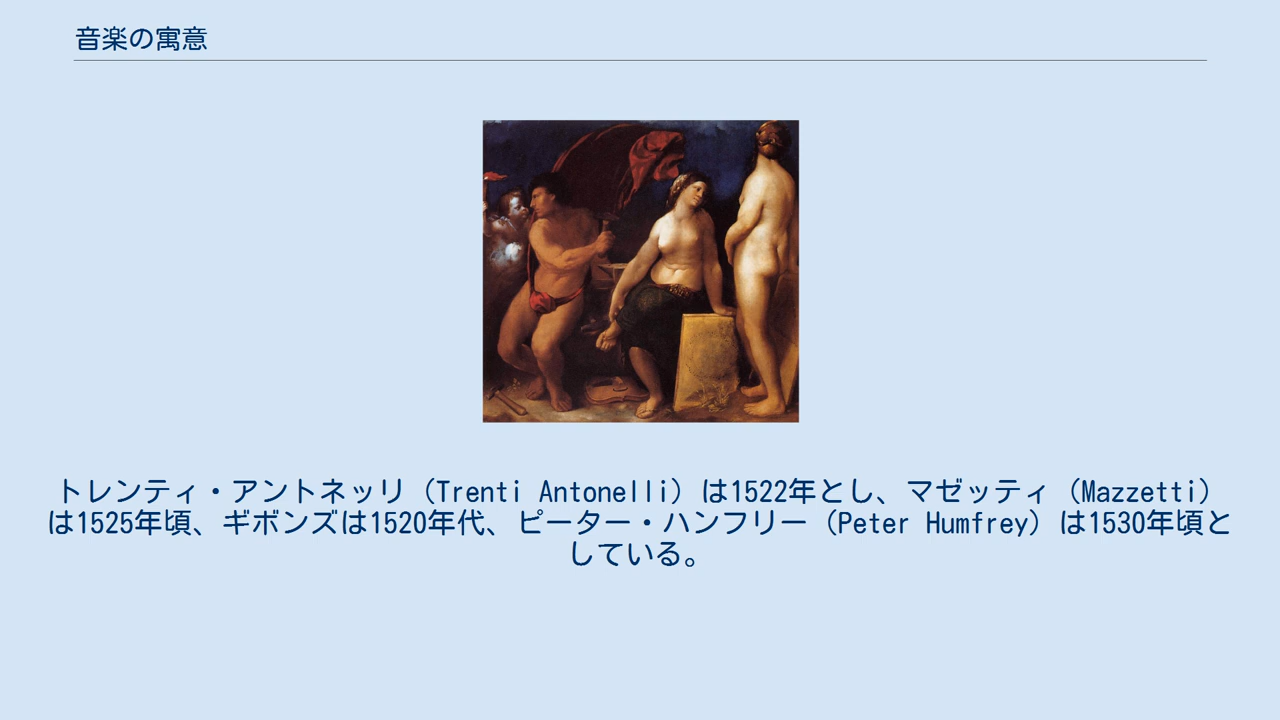 音楽の寓意
トレンティ・アントネッリ（Trenti Antonelli）は1522年とし、マゼッティ（Mazzetti）
は1525年頃、ギボンズは1520年代、ピーター・ハンフリー（Peter Humfrey）は1530年頃と
している。